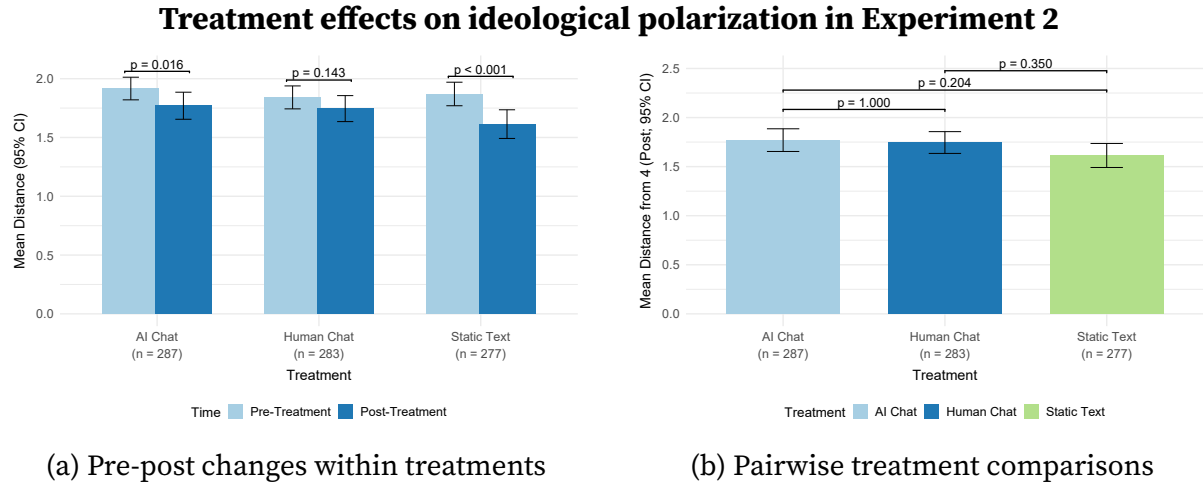 Treatment effects on ideological polarization in Experiment 2
Mean Distance (95% CI)
2.0
1.5
1.0
0.5
0.0
p = 0.016
p = 0.143
p < 0.001
AI Chat
(n = 287)
Human Chat
(n = 283)
Static Text
(n = 277)
Treatment
Time Pre-Treatment Post-Treatment
(a) Pre-post changes within treatments
Mean Distance from 4 (Post; 95% CI)
2.5
2.0
1.5
1.0
0.5
0.0
p = 0.350
p = 0.204
p = 1.000
AI Chat
(n = 287)
Human Chat
(n = 283)
Static Text
(n = 277)
Treatment
Treatment AI Chat Human Chat Static Text
(b) Pairwise treatment comparisons